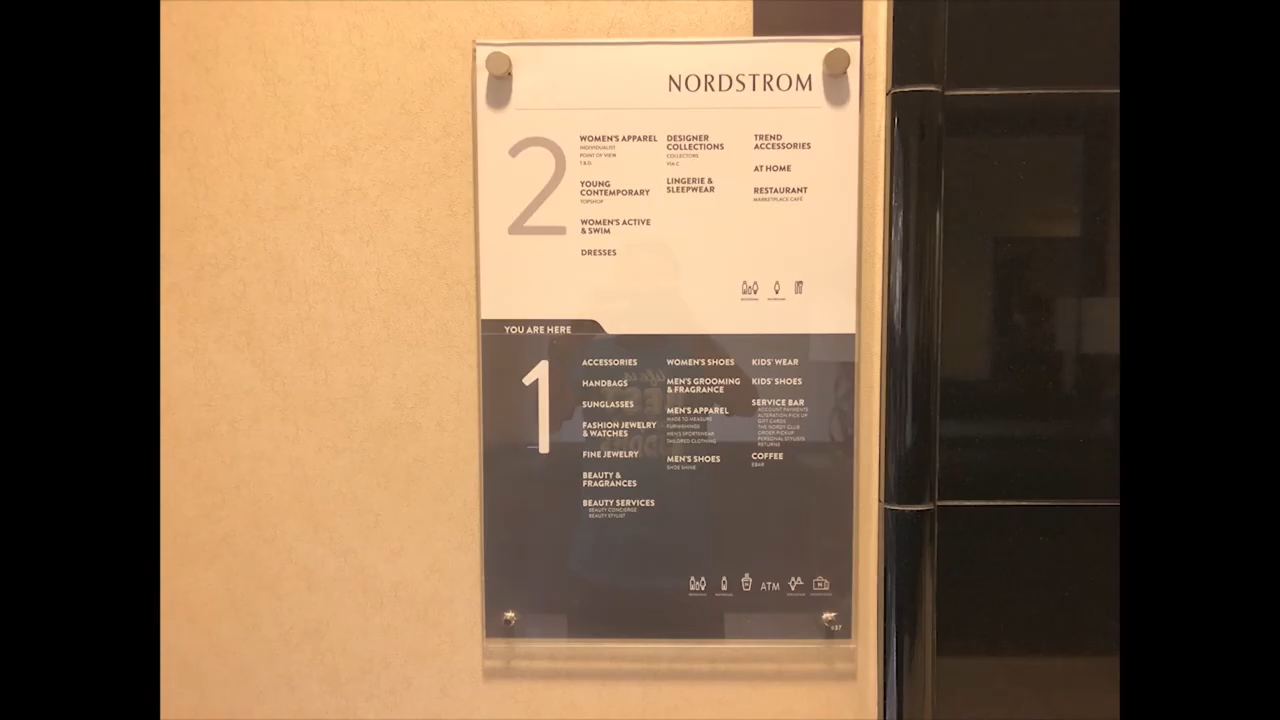 NORDSTROM
2
WOMEN'S APPAREL
INDIVIDUALIST
POINT OF VIEW
T.B.D.
YOUNG
CONTEMPORARY
TOPSHOP
WOMEN'S ACTIVE
& SWIM
DRESSES
DESIGNER
COLLECTIONS
COLLECTORS
VIA C
LINGERIE &
SLEEPWEAR
TREND
ACCESSORIES
AT HOME
RESTAURANT
MARKETPLACE CAFÉ
YOU ARE HERE
1
ACCESSORIES
HANDBAGS
SUNGLASSES
FASHION JEWELRY
& WATCHES
FINE JEWELRY
BEAUTY &
FRAGRANCES
BEAUTY SERVICES
BEAUTY CONCIERGE
BEAUTY STYLIST
WOMEN'S SHOES
MEN'S GROOMING
& FRAGRANCE
MEN'S APPAREL
MADE TO MEASURE
FURNISHINGS
MEN'S SPORTSWEAR
TAILORED CLOTHING
MEN'S SHOES
SHOE SHINE
KIDS' WEAR
KIDS' SHOES
SERVICE BAR
ACCOUNT PAYMENTS
ALTERATION PICK UP
GIFT CARDS
THE NORDY CLUB
ORDER PICKUP
PERSONAL STYLISTS
RETURNS
COFFEE
EBAR
ATM